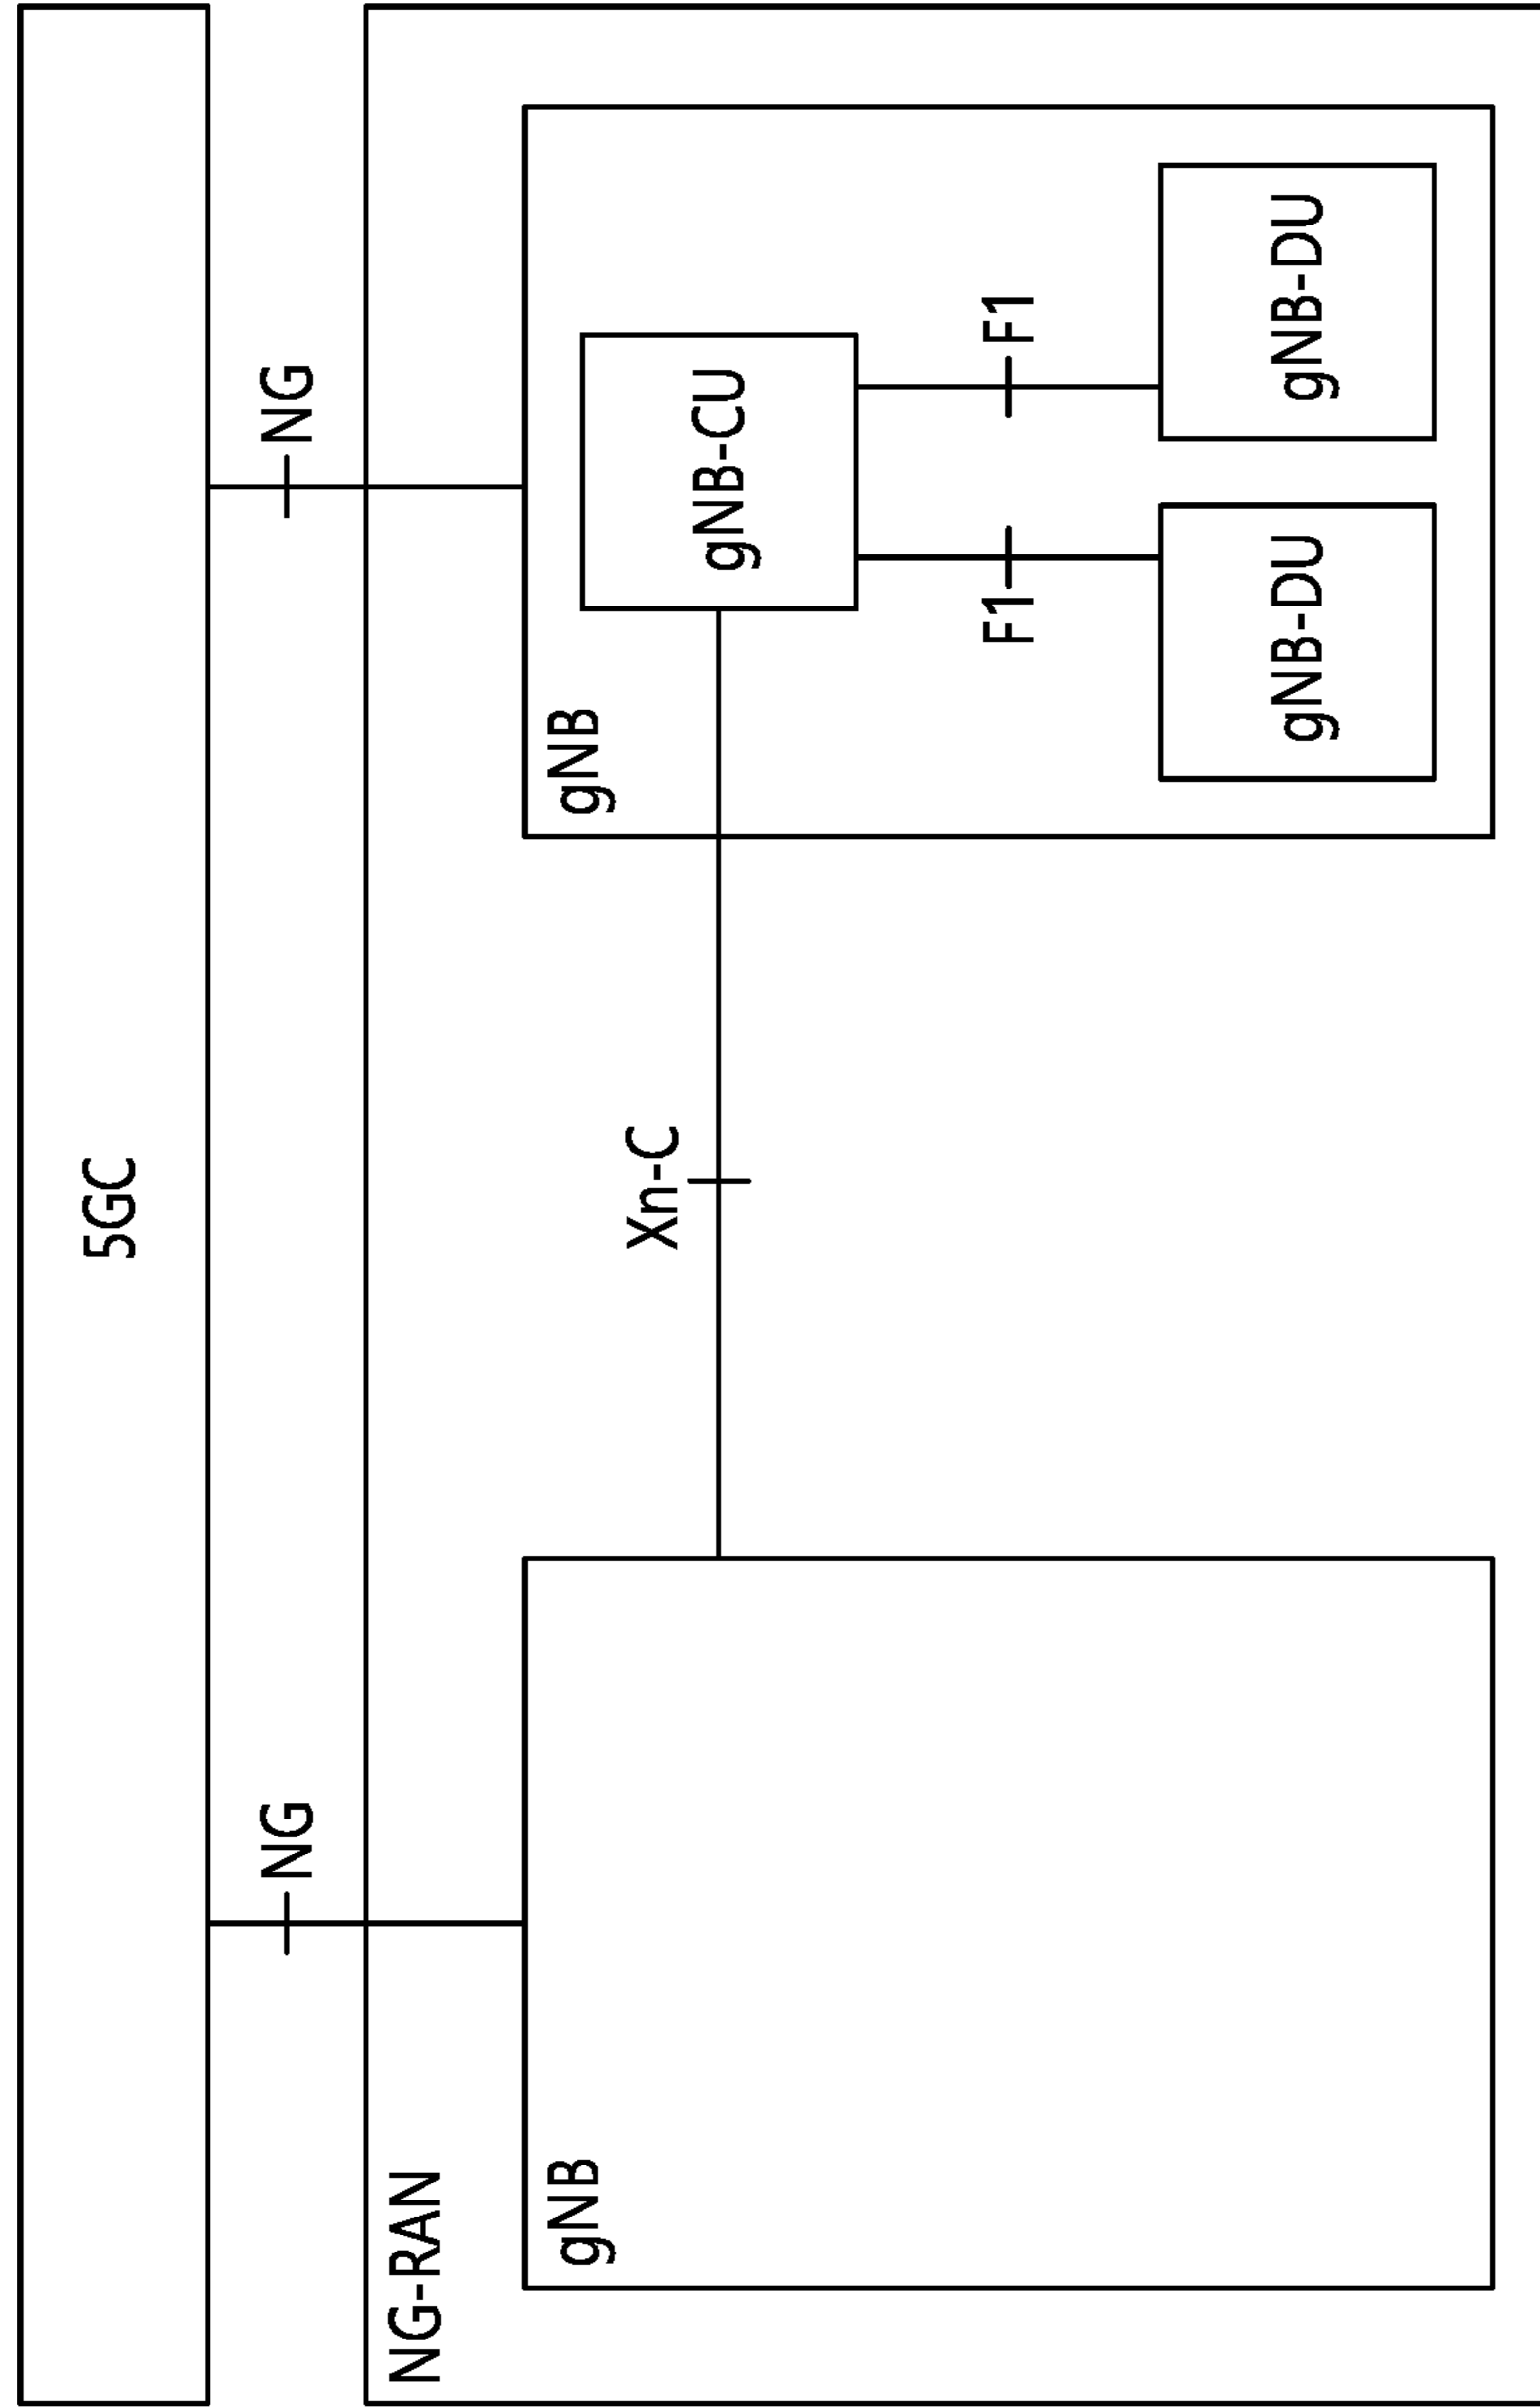 5GC
NG
NG
NG-RAN
gNB
Xn-C
gNB
gNB-CU
F1
F1
gNB-DU
gNB-DU